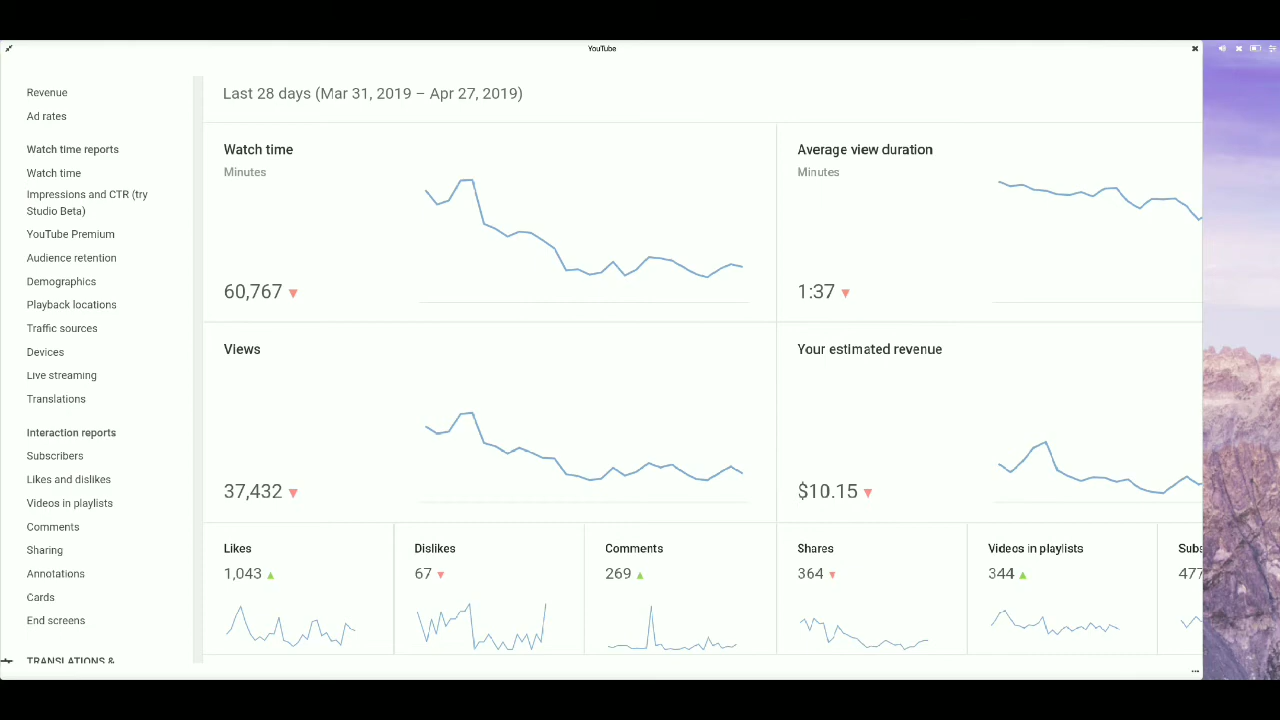 YouTube
Revenue
Ad rates
Watch time reports
Watch time
Impressions and CTR (try
Studio Beta)
YouTube Premium
Audience retention
Demographics
Playback locations
Traffic sources
Devices
Live streaming
Translations
Interaction reports
Subscribers
Likes and dislikes
Videos in playlists
Comments
Sharing
Annotations
Cards
End screens
TRANSLATIONS &
Last 28 days (Mar 31, 2019 – Apr 27, 2019)
Watch time
Minutes
60,767
Average view duration
Minutes
1:37
Views
37,432
Your estimated revenue
$10.15
Likes
1,043
Dislikes
67
Comments
269
Shares
364
Videos in playlists
344
Subs
477